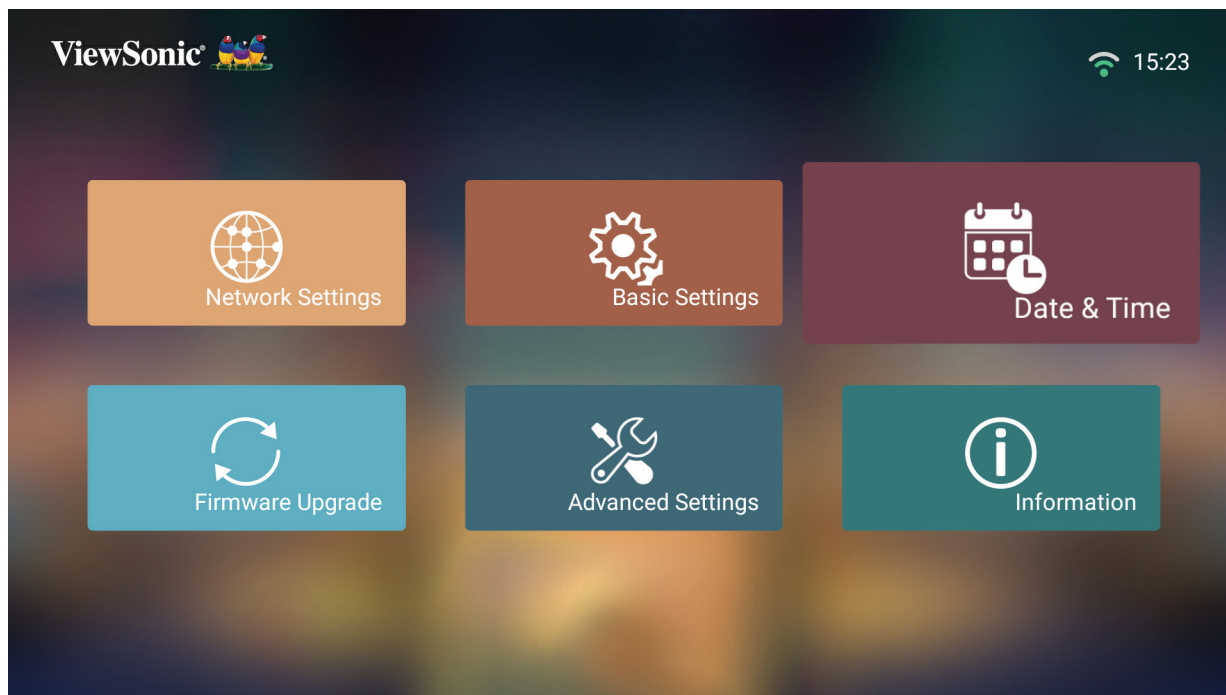 ViewSonic®
15:23
Network Settings
Basic Settings
Date & Time
Firmware Upgrade
Advanced Settings
Information